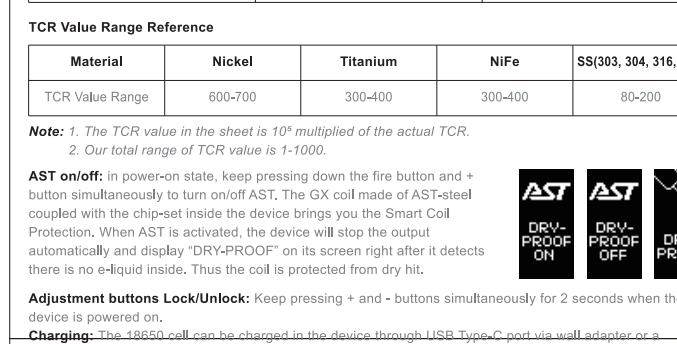 TCR Value Range Reference
Material Nickel Titanium NiFe SS(303, 304, 316,
TCR Value Range 600-700 300-400 300-400 80-200
Note: 1. The TCR value in the sheet is 10⁵ multiplied of the actual TCR.
2. Our total range of TCR value is 1-1000.
AST on/off: in power-on state, keep pressing down the fire button and +
button simultaneously to turn on/off AST. The GX coil made of AST-steel
coupled with the chip-set inside the device brings you the Smart Coil
Protection. When AST is activated, the device will stop the output
automatically and display “DRY-PROOF” on its screen right after it detects
there is no e-liquid inside. Thus the coil is protected from dry hit.
AST AST
DRY- DRY-
PROOF PROOF
ON OFF
Adjustment buttons Lock/Unlock: Keep pressing + and - buttons simultaneously for 2 seconds when the
device is powered on.
Charging: The 18650 cell can be charged in the device through USB Type-C port via wall adapter or a